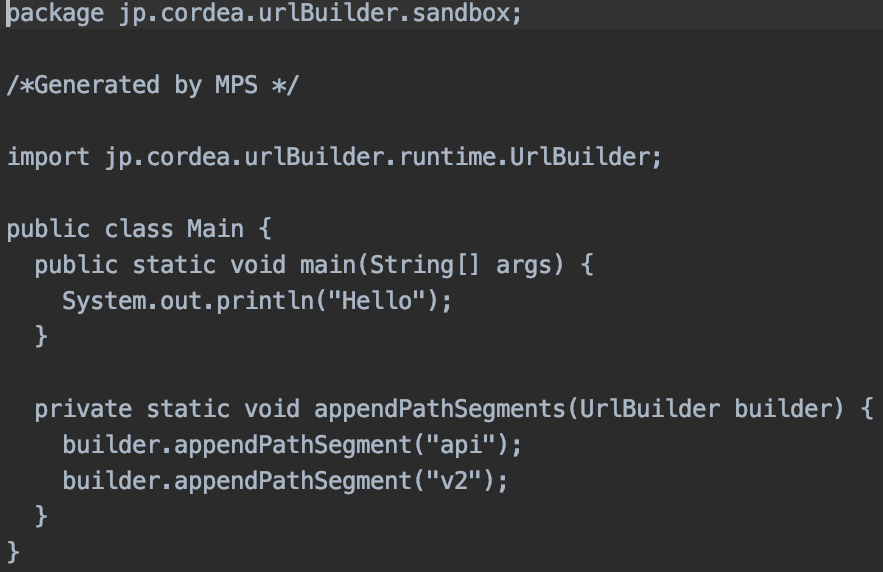 package jp.cordea.urlBuilder.sandbox;
/*Generated by MPS */
import jp.cordea.urlBuilder.runtime.UrlBuilder;
public class Main {
  public static void main(String[] args) {
    System.out.println("Hello");
  }
  private static void appendPathSegments(UrlBuilder builder) {
    builder.appendPathSegment("api");
    builder.appendPathSegment("v2");
  }
}